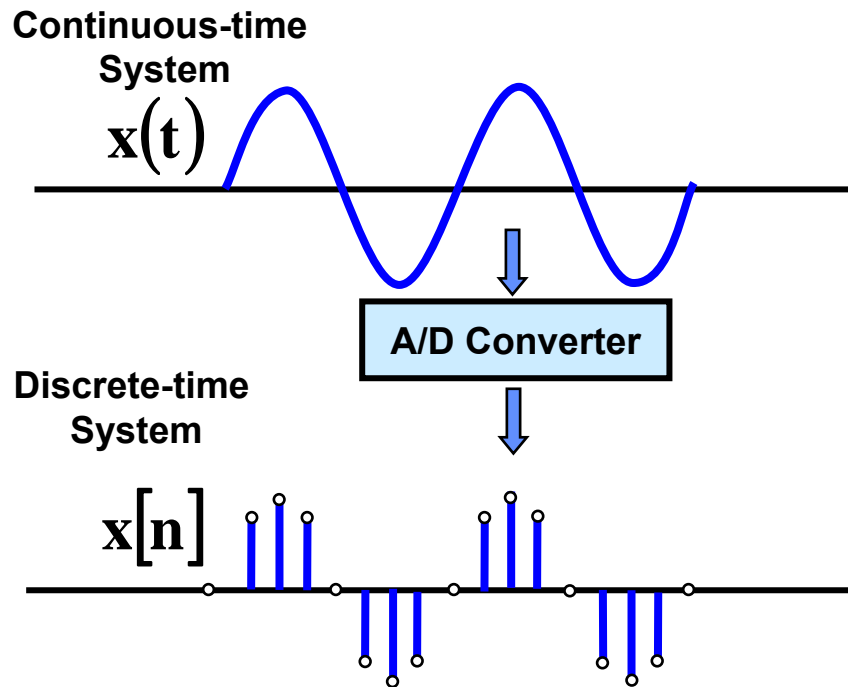 Continuous-time
System
x(t)
A/D Converter
Discrete-time
System
x[n]